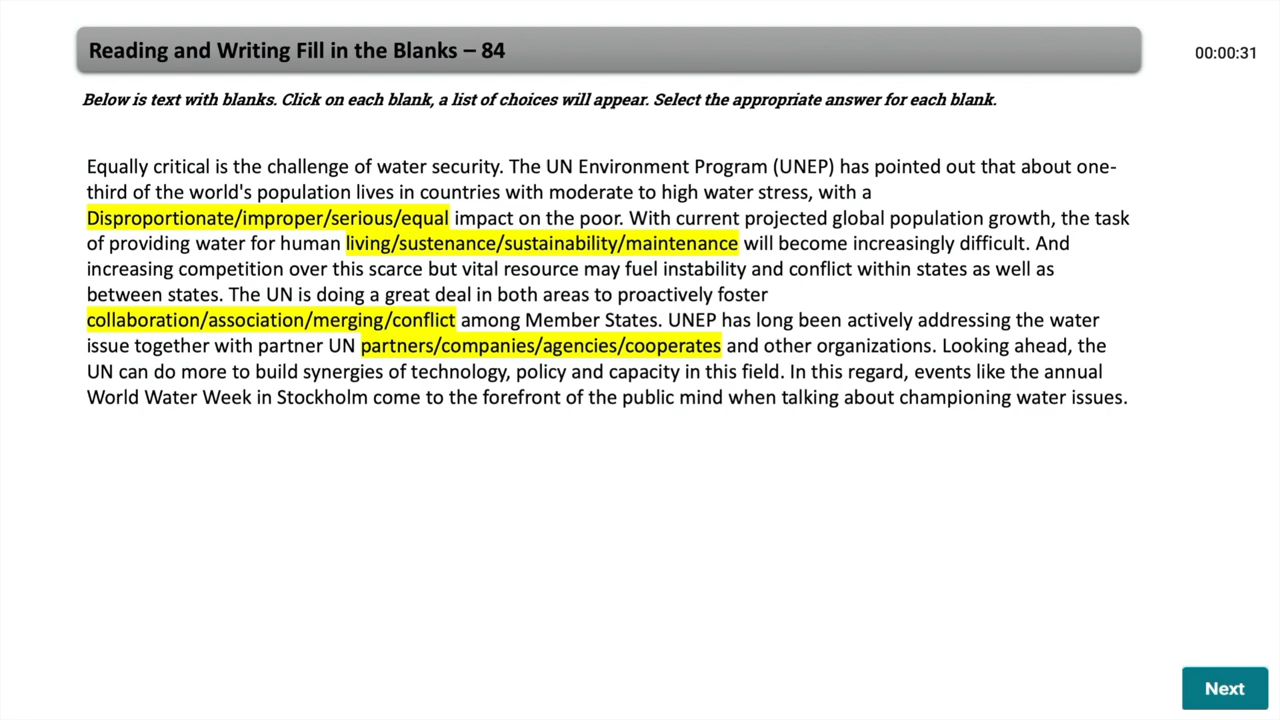 Reading and Writing Fill in the Blanks – 84
00:00:31
Below is text with blanks. Click on each blank, a list of choices will appear. Select the appropriate answer for each blank.
Equally critical is the challenge of water security. The UN Environment Program (UNEP) has pointed out that about one-
third of the world's population lives in countries with moderate to high water stress, with a
Disproportionate/improper/serious/equal impact on the poor. With current projected global population growth, the task
of providing water for human living/sustenance/sustainability/maintenance will become increasingly difficult. And
increasing competition over this scarce but vital resource may fuel instability and conflict within states as well as
between states. The UN is doing a great deal in both areas to proactively foster
collaboration/association/merging/conflict among Member States. UNEP has long been actively addressing the water
issue together with partner UN partners/companies/agencies/cooperates and other organizations. Looking ahead, the
UN can do more to build synergies of technology, policy and capacity in this field. In this regard, events like the annual
World Water Week in Stockholm come to the forefront of the public mind when talking about championing water issues.
Next